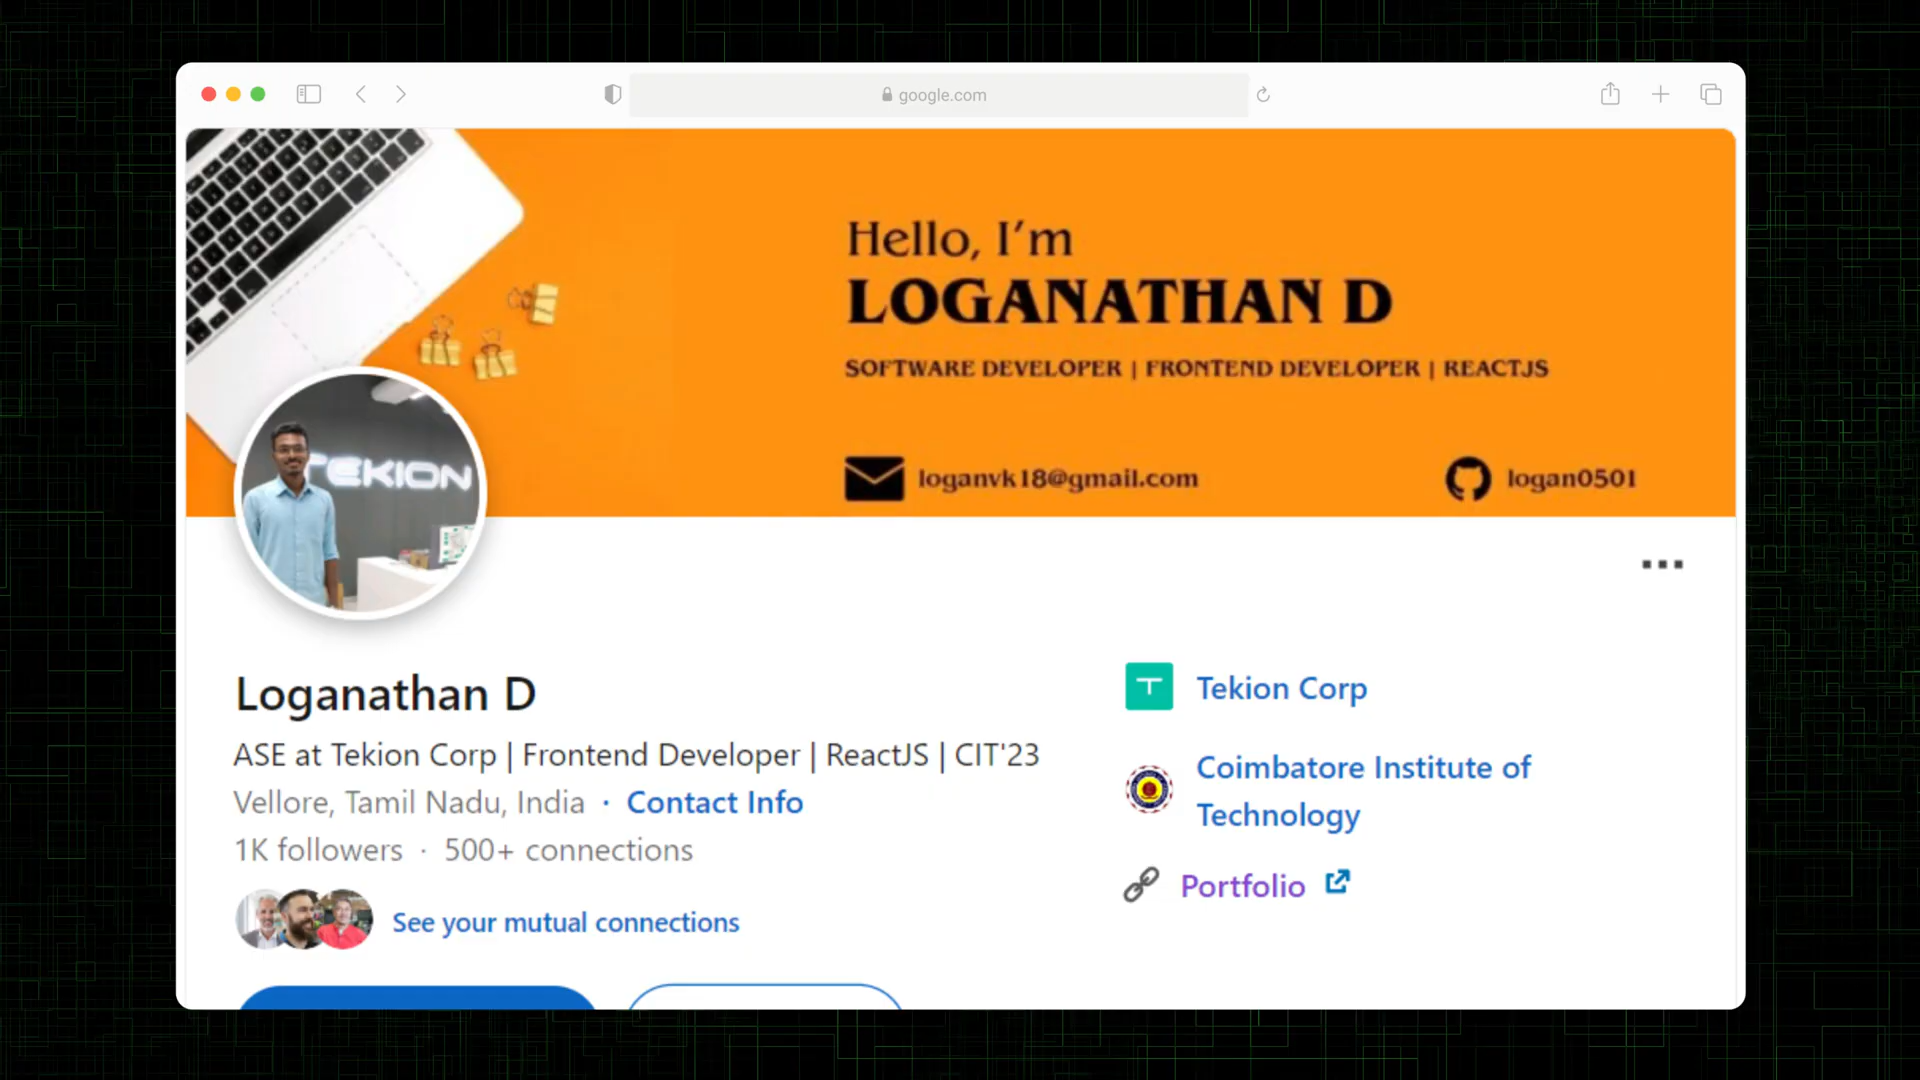 google.com
Hello, I'm
LOGANATHAN D
SOFTWARE DEVELOPER | FRONTEND DEVELOPER | REACTJS
loganvk18@gmail.com
logan0501
TEKION
Loganathan D
ASE at Tekion Corp | Frontend Developer | ReactJS | CIT'23
Vellore, Tamil Nadu, India · Contact Info
1K followers · 500+ connections
See your mutual connections
T Tekion Corp
Coimbatore Institute of
Technology
Portfolio